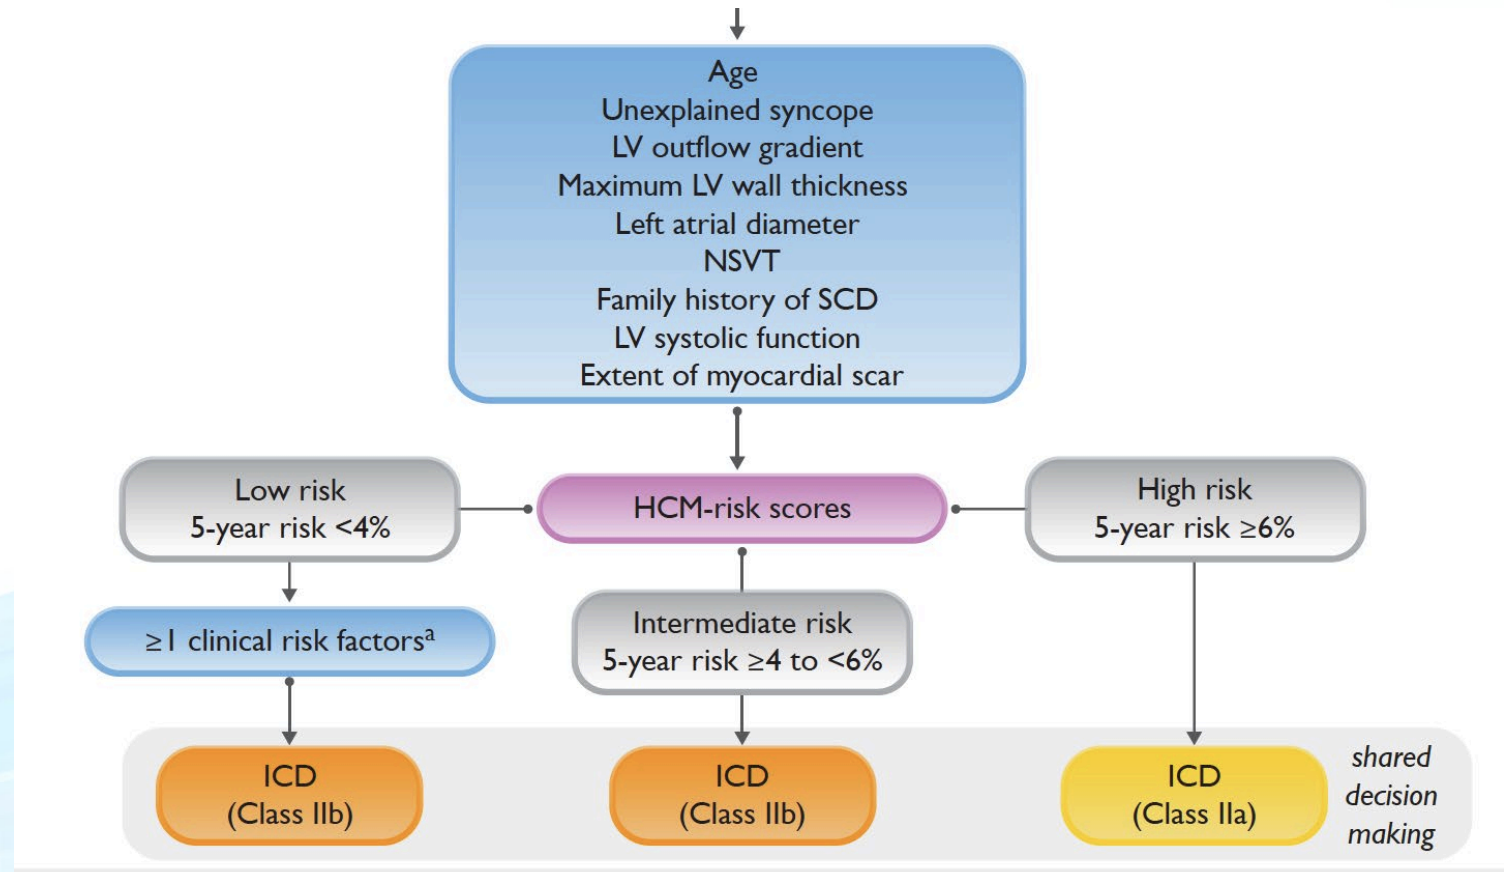 Age
Unexplained syncope
LV outflow gradient
Maximum LV wall thickness
Left atrial diameter
NSVT
Family history of SCD
LV systolic function
Extent of myocardial scar
Low risk
5-year risk <4%
HCM-risk scores
High risk
5-year risk ≥6%
≥1 clinical risk factorsᵃ
Intermediate risk
5-year risk ≥4 to <6%
ICD
(Class IIb)
ICD
(Class IIb)
ICD
(Class IIa)
shared
decision
making